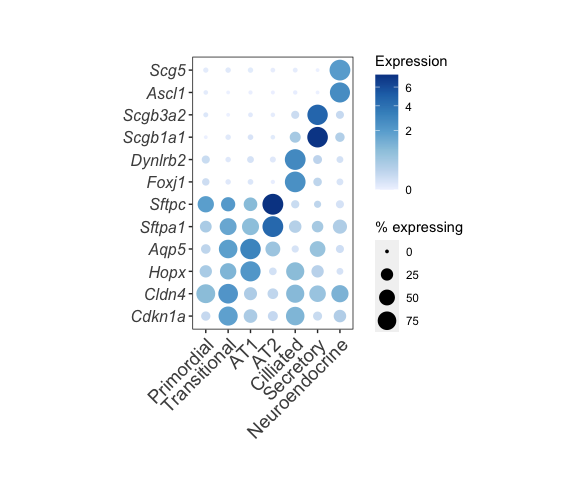 Scg5
Ascl1
Scgb3a2
Scgb1a1
Dynlrb2
Foxj1
Sftpc
Sftpa1
Aqp5
Hopx
Cldn4
Cdkn1a
Primordial
Transitional
AT1
AT2
Cilliated
Secretory
Neuroendocrine
Expression
6
4
2
0
% expressing
0
25
50
75